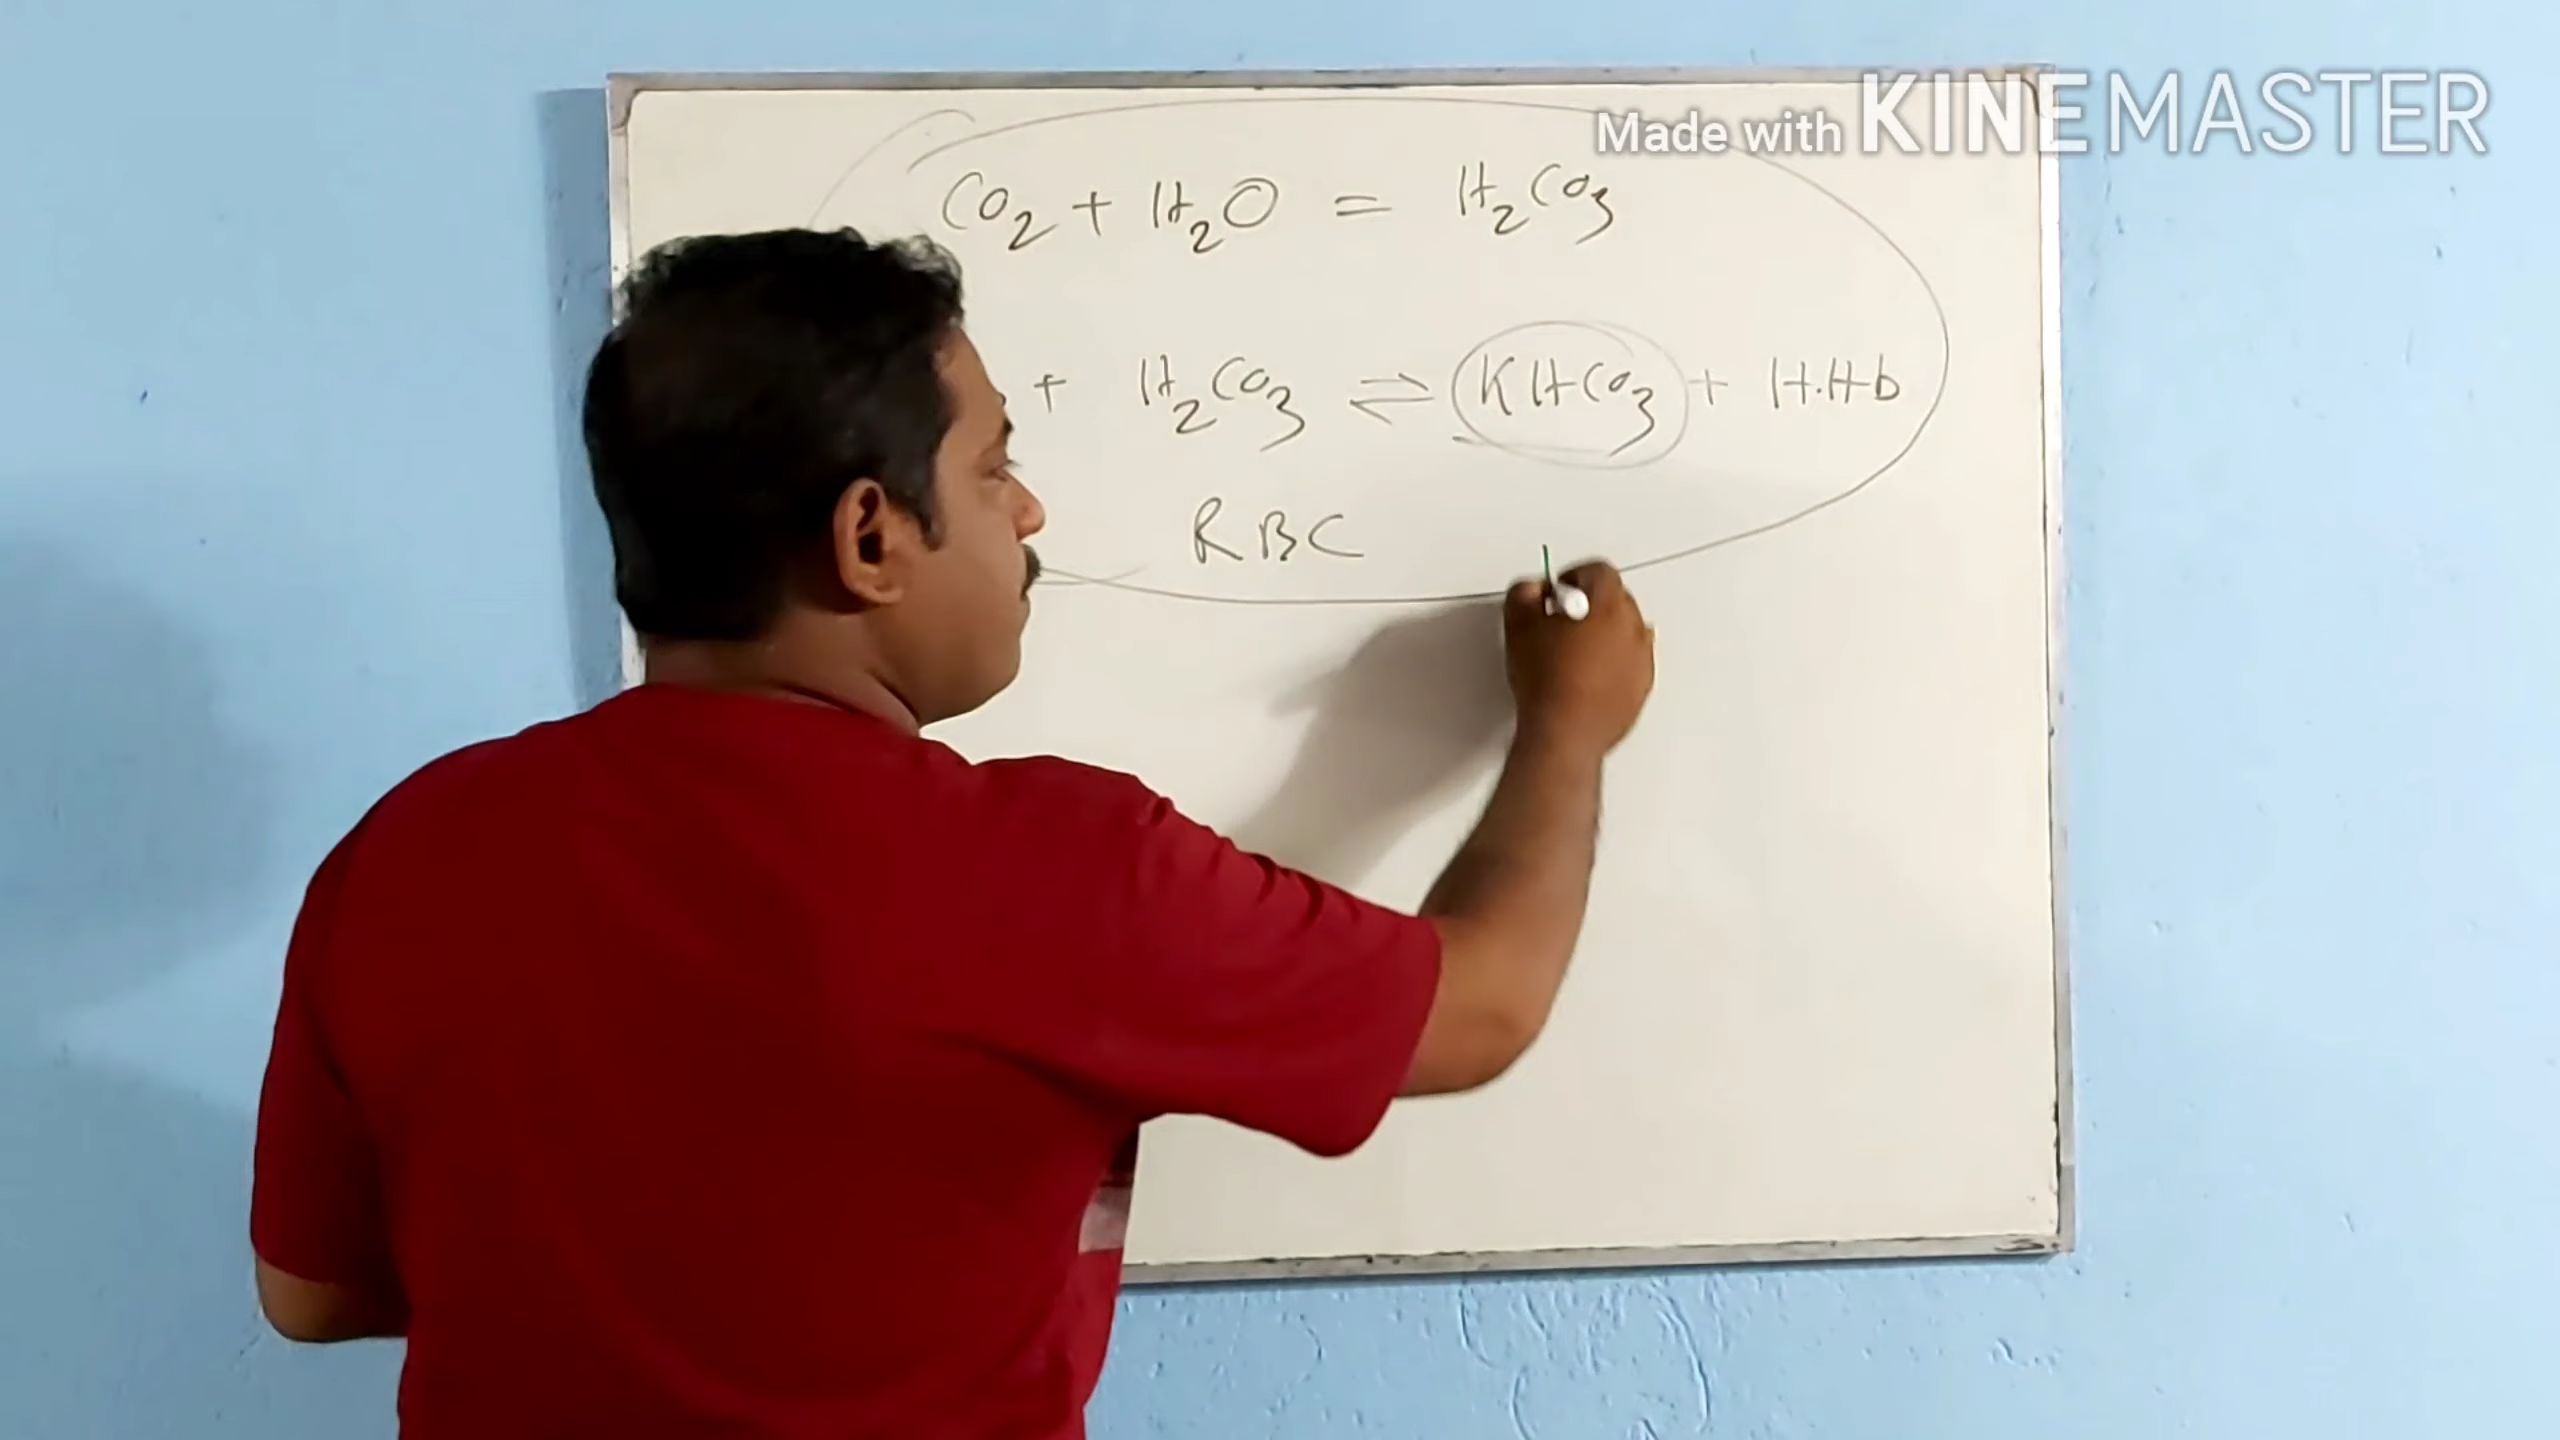 Made with KINEMASTER
CO2 + H2O = H2CO3
+ H2CO3 ⇌ KHCO3 + H.Hb
RBC